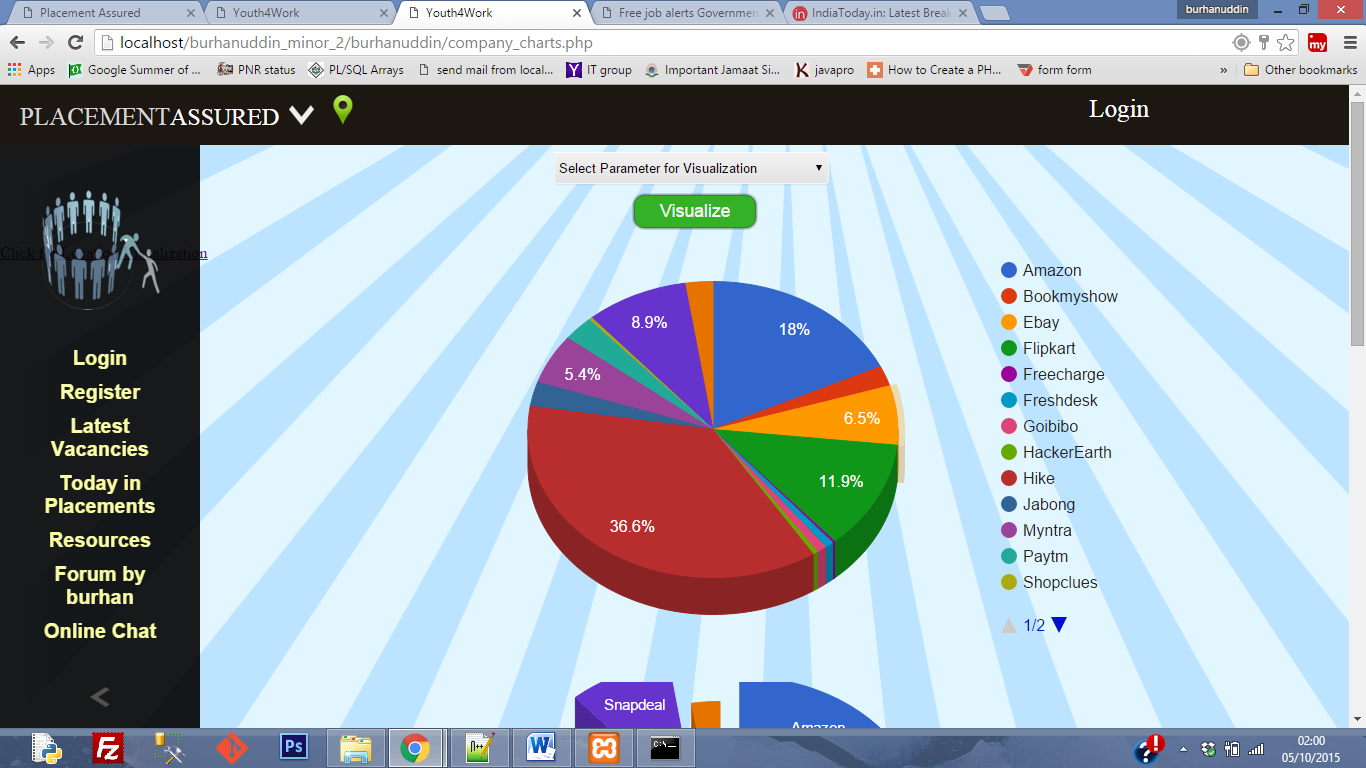 Placement Assured
Youth4Work
Youth4Work
Free job alerts Governmen
IndiaToday.in: Latest Break
burhanuddin
localhost/burhanuddin_minor_2/burhanuddin/company_charts.php
my
Apps
Google Summer of ...
PNR status
PL/SQL Arrays
send mail from local...
IT group
Important Jamaat Si...
javapro
How to Create a PH...
form form
»
Other bookmarks
PLACEMENTASSURED
Login
Select Parameter for Visualization
Visualize
Login
Register
Latest
Vacancies
Today in
Placements
Resources
Forum by
burhan
Online Chat
18%
6.5%
11.9%
36.6%
5.4%
8.9%
Amazon
Bookmyshow
Ebay
Flipkart
Freecharge
Freshdesk
Goibibo
HackerEarth
Hike
Jabong
Myntra
Paytm
Shopclues
1/2
Snapdeal
Amazon
Ps
02:00
05/10/2015